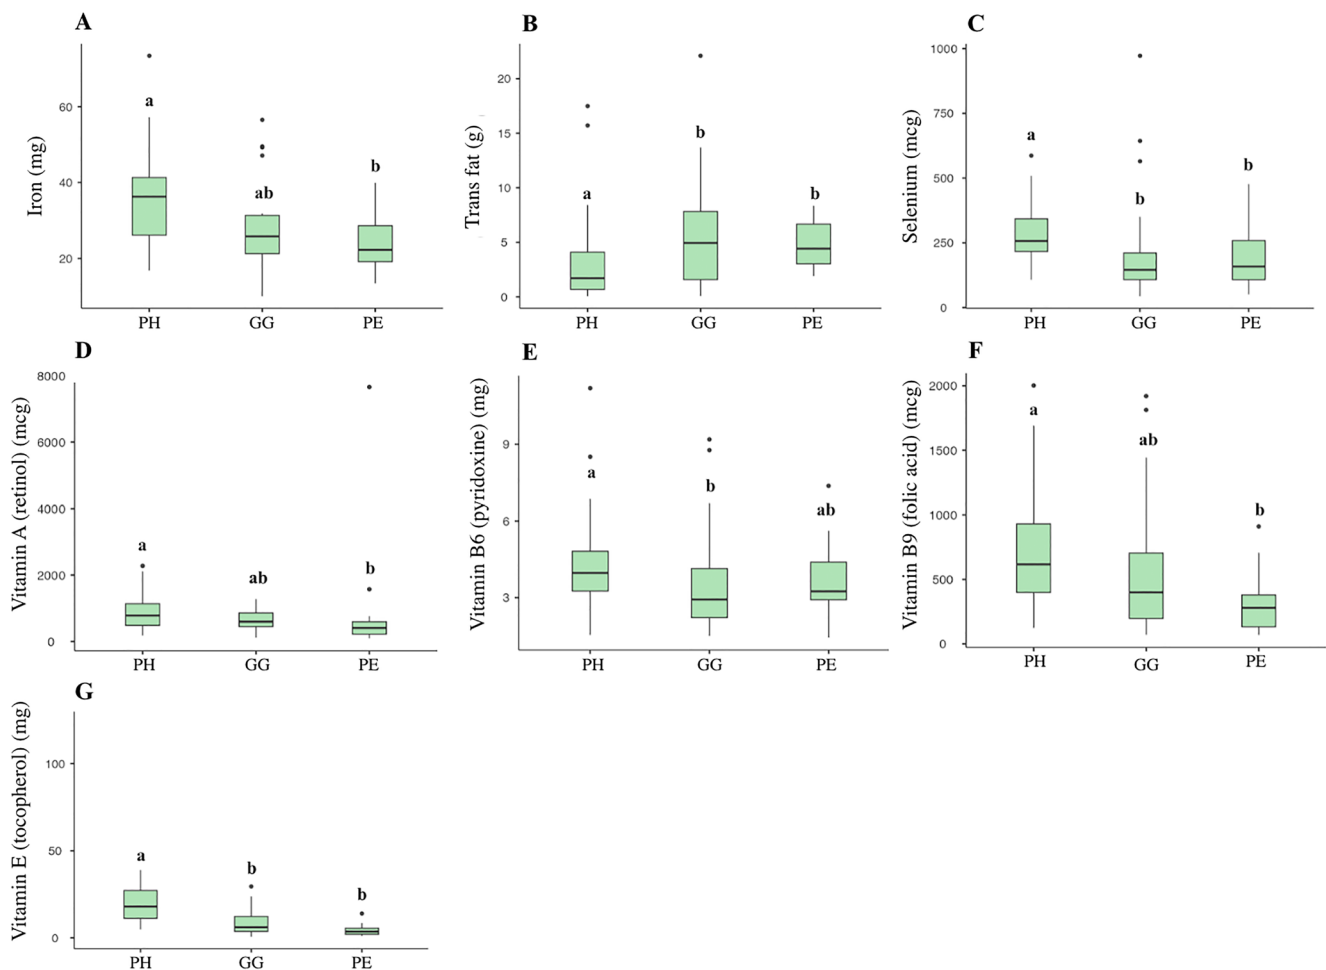 A
Iron (mg)
60
40
20
a
ab
b
PH GG PE
B
Trans fat (g)
20
15
10
5
0
a
b
b
PH GG PE
C
Selenium (mcg)
1000
750
500
250
0
a
b
b
PH GG PE
D
Vitamin A (retinol) (mcg)
8000
6000
4000
2000
0
a
ab
b
PH GG PE
E
Vitamin B6 (pyridoxine) (mg)
9
6
3
a
b
ab
PH GG PE
F
Vitamin B9 (folic acid) (mcg)
2000
1500
1000
500
0
a
ab
b
PH GG PE
G
Vitamin E (tocopherol) (mg)
100
50
0
a
b
b
PH GG PE